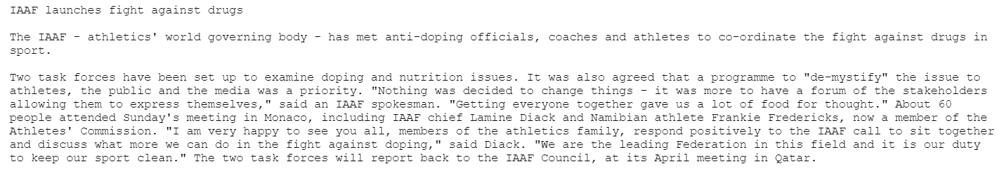 IAAF launches fight against drugs
The IAAF - athletics' world governing body - has met anti-doping officials, coaches and athletes to co-ordinate the fight against drugs in
sport.
Two task forces have been set up to examine doping and nutrition issues. It was also agreed that a programme to "de-mystify" the issue to
athletes, the public and the media was a priority. "Nothing was decided to change things - it was more to have a forum of the stakeholders
allowing them to express themselves," said an IAAF spokesman. "Getting everyone together gave us a lot of food for thought." About 60
people attended Sunday's meeting in Monaco, including IAAF chief Lamine Diack and Namibian athlete Frankie Fredericks, now a member of the
Athletes' Commission. "I am very happy to see you all, members of the athletics family, respond positively to the IAAF call to sit together
and discuss what more we can do in the fight against doping," said Diack. "We are the leading Federation in this field and it is our duty
to keep our sport clean." The two task forces will report back to the IAAF Council, at its April meeting in Qatar.